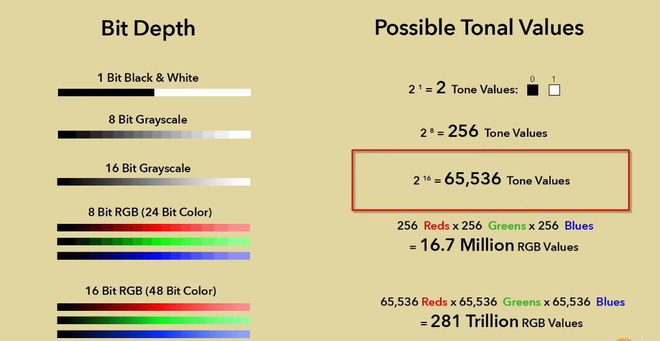 Bit Depth
Possible Tonal Values
1 Bit Black & White
0 1
2 ¹ = 2 Tone Values:
8 Bit Grayscale
2 ⁸ = 256 Tone Values
16 Bit Grayscale
2 ¹⁶ = 65,536 Tone Values
8 Bit RGB (24 Bit Color)
256 Reds x 256 Greens x 256 Blues
= 16.7 Million RGB Values
16 Bit RGB (48 Bit Color)
65,536 Reds x 65,536 Greens x 65,536 Blues
= 281 Trillion RGB Values